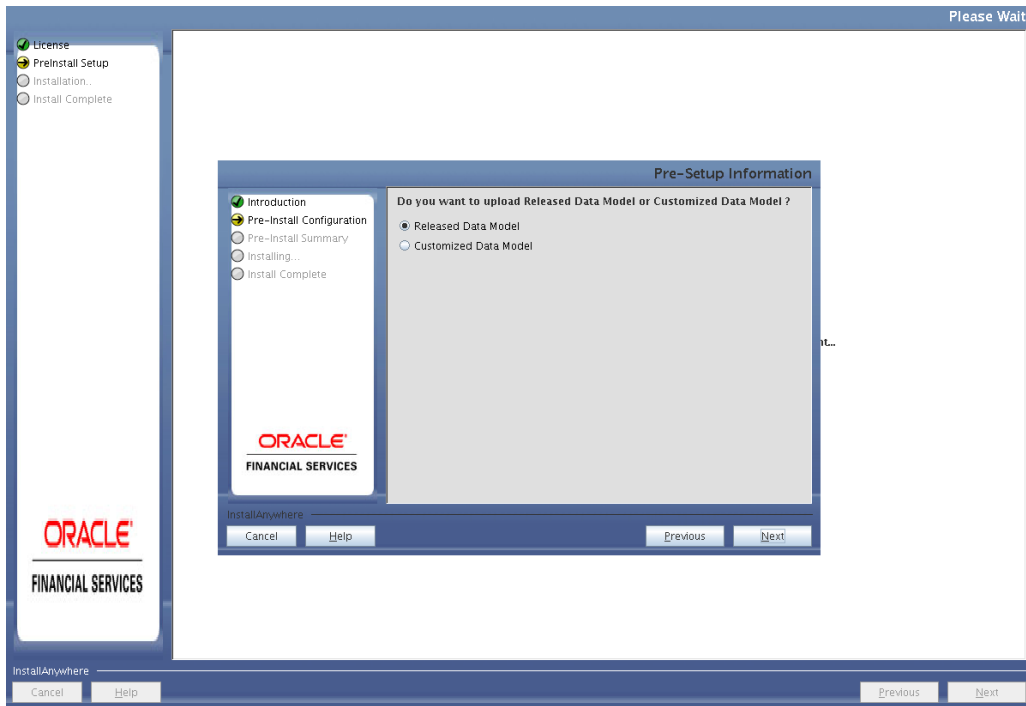 Please Wait
License
PreInstall Setup
Installation..
Install Complete
Pre-Setup Information
Introduction
Pre-Install Configuration
Pre-Install Summary
Installing...
Install Complete
Do you want to upload Released Data Model or Customized Data Model ?
Released Data Model
Customized Data Model
ORACLE'
FINANCIAL SERVICES
InstallAnywhere
Cancel
Help
Previous
Next
ORACLE'
FINANCIAL SERVICES
InstallAnywhere
Cancel
Help
Previous
Next